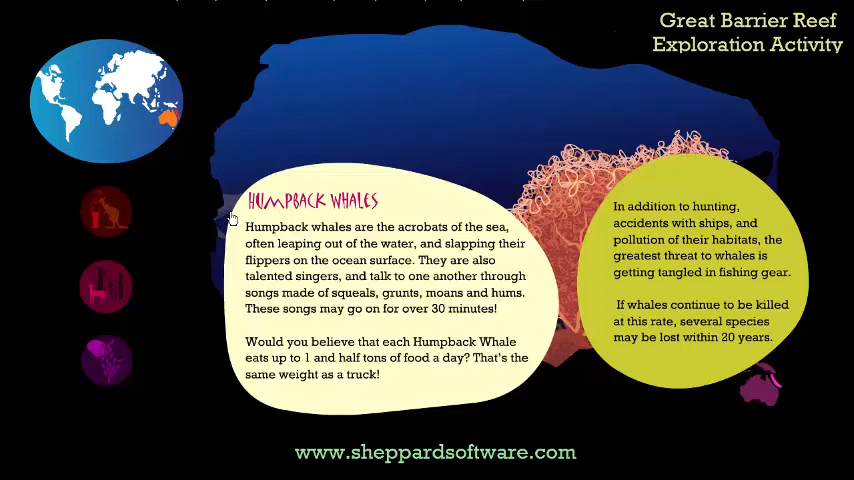 Great Barrier Reef
Exploration Activity
HUMPBACK WHALES
Humpback whales are the acrobats of the sea,
often leaping out of the water, and slapping their
flippers on the ocean surface. They are also
talented singers, and talk to one another through
songs made of squeals, grunts, moans and hums.
These songs may go on for over 30 minutes!
Would you believe that each Humpback Whale
eats up to 1 and half tons of food a day? That's the
same weight as a truck!
In addition to hunting,
accidents with ships, and
pollution of their habitats, the
greatest threat to whales is
getting tangled in fishing gear.
If whales continue to be killed
at this rate, several species
may be lost within 20 years.
www.sheppardsoftware.com